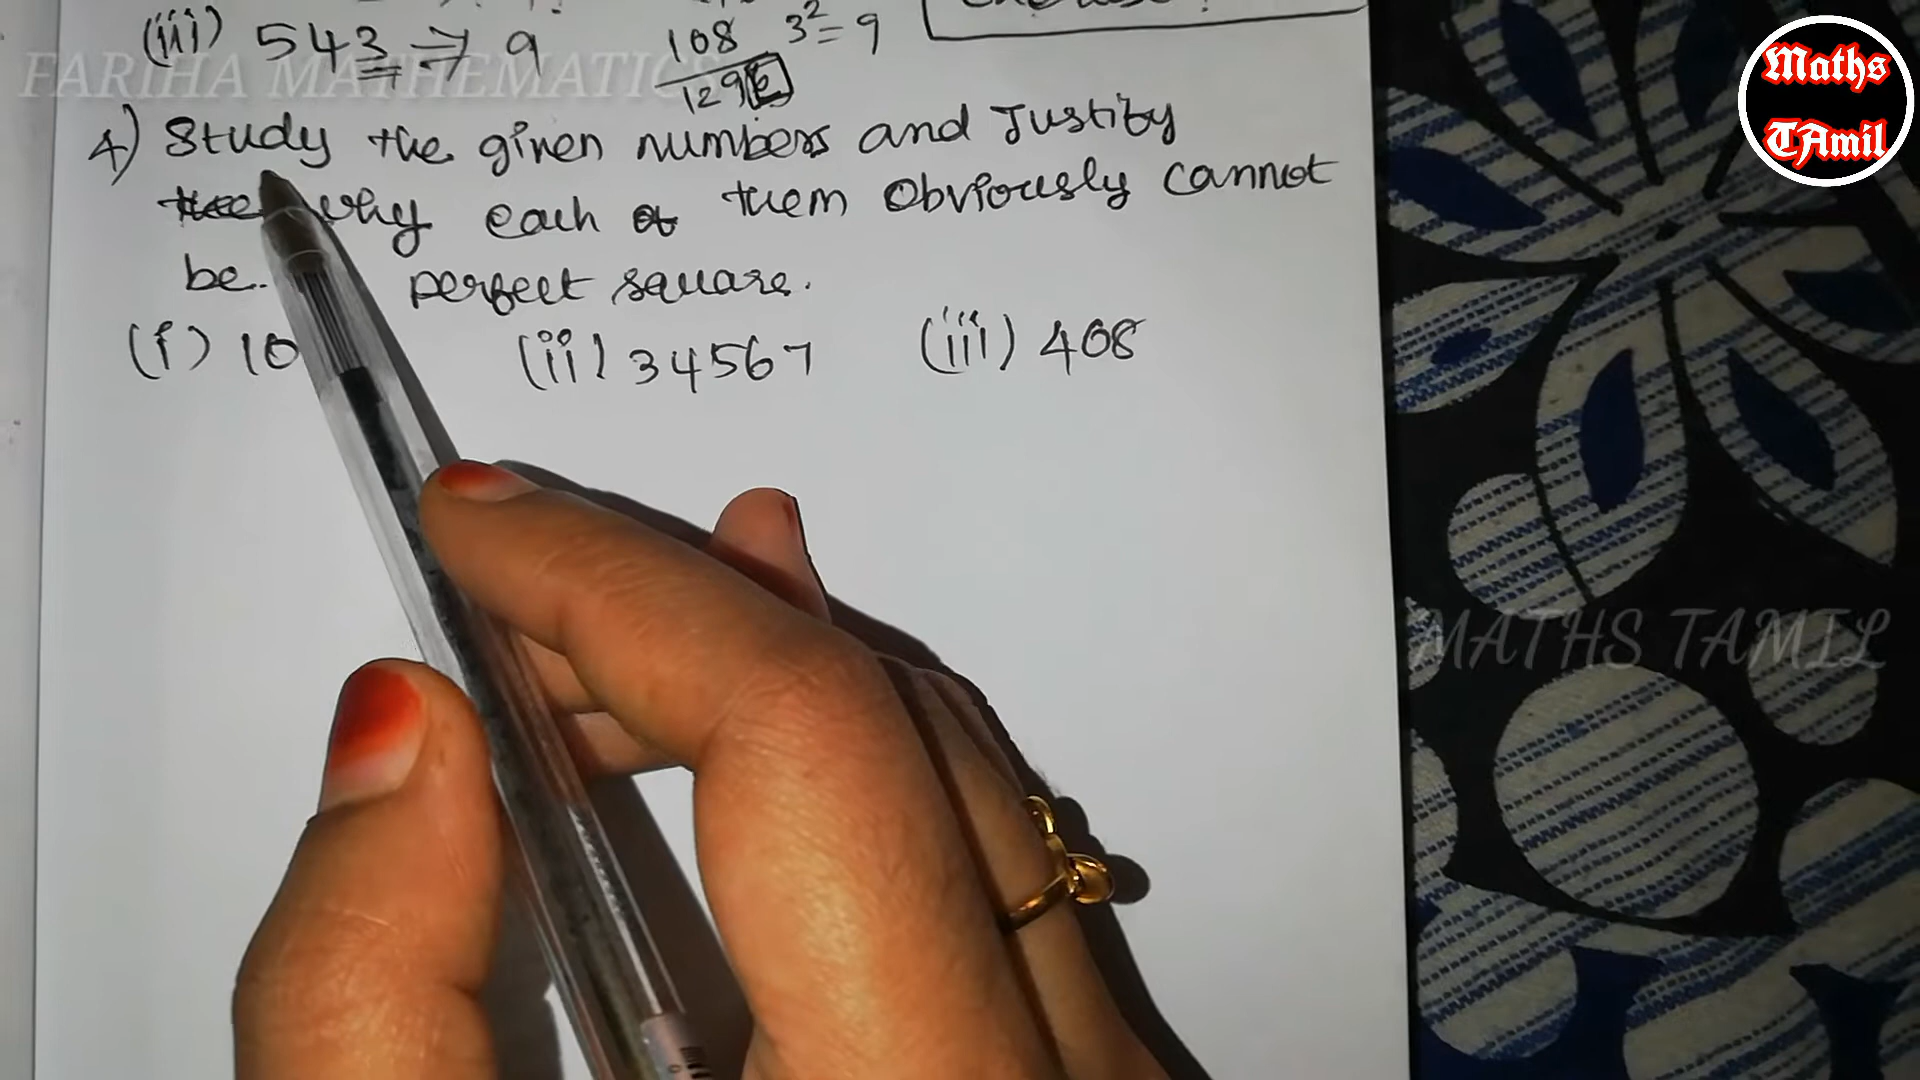 (iii) 543 => 9
108
1296
3² = 9
FARIHA MATHEMATICS
4) Study the given numbers and Justify
why each of them Obviously cannot
be. perfect square.
(i) 10 (ii) 34567 (iii) 408
Maths
TAmil
MATHS TAMIL